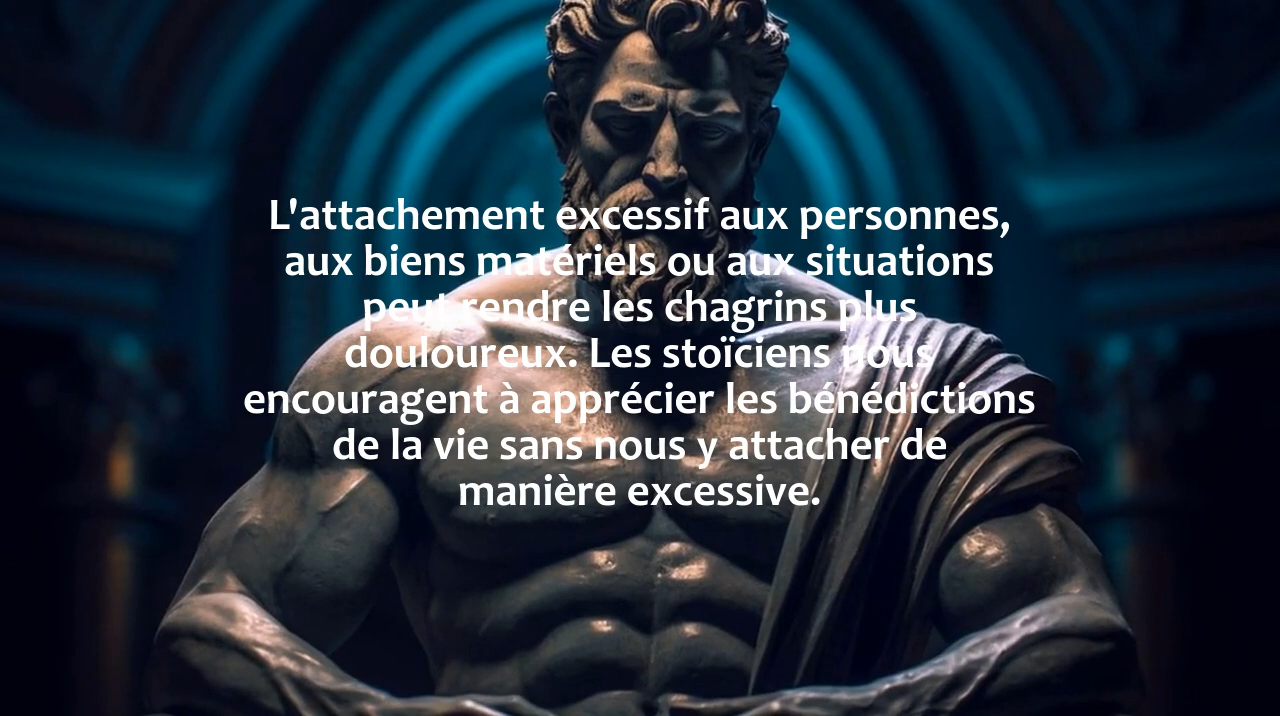 L'attachement excessif aux personnes,
aux biens matériels ou aux situations
peut rendre les chagrins plus
douloureux. Les stoïciens nous
encouragent à apprécier les bénédictions
de la vie sans nous y attacher de
manière excessive.